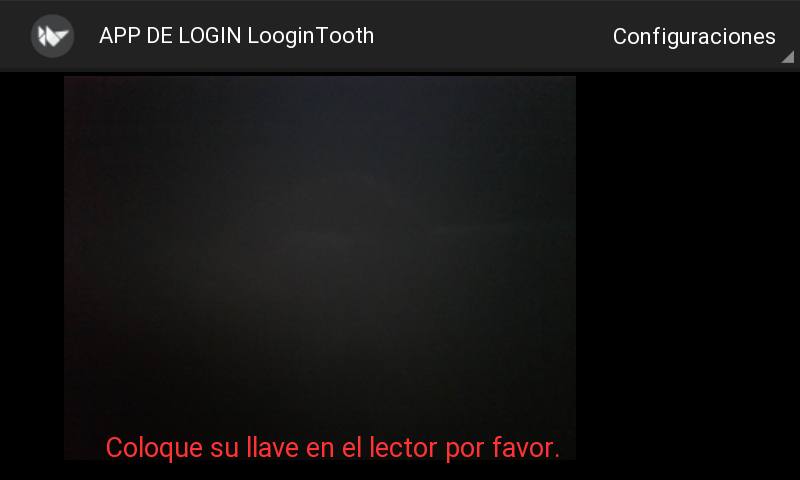 APP DE LOGIN LooginTooth
Configuraciones
Coloque su llave en el lector por favor.